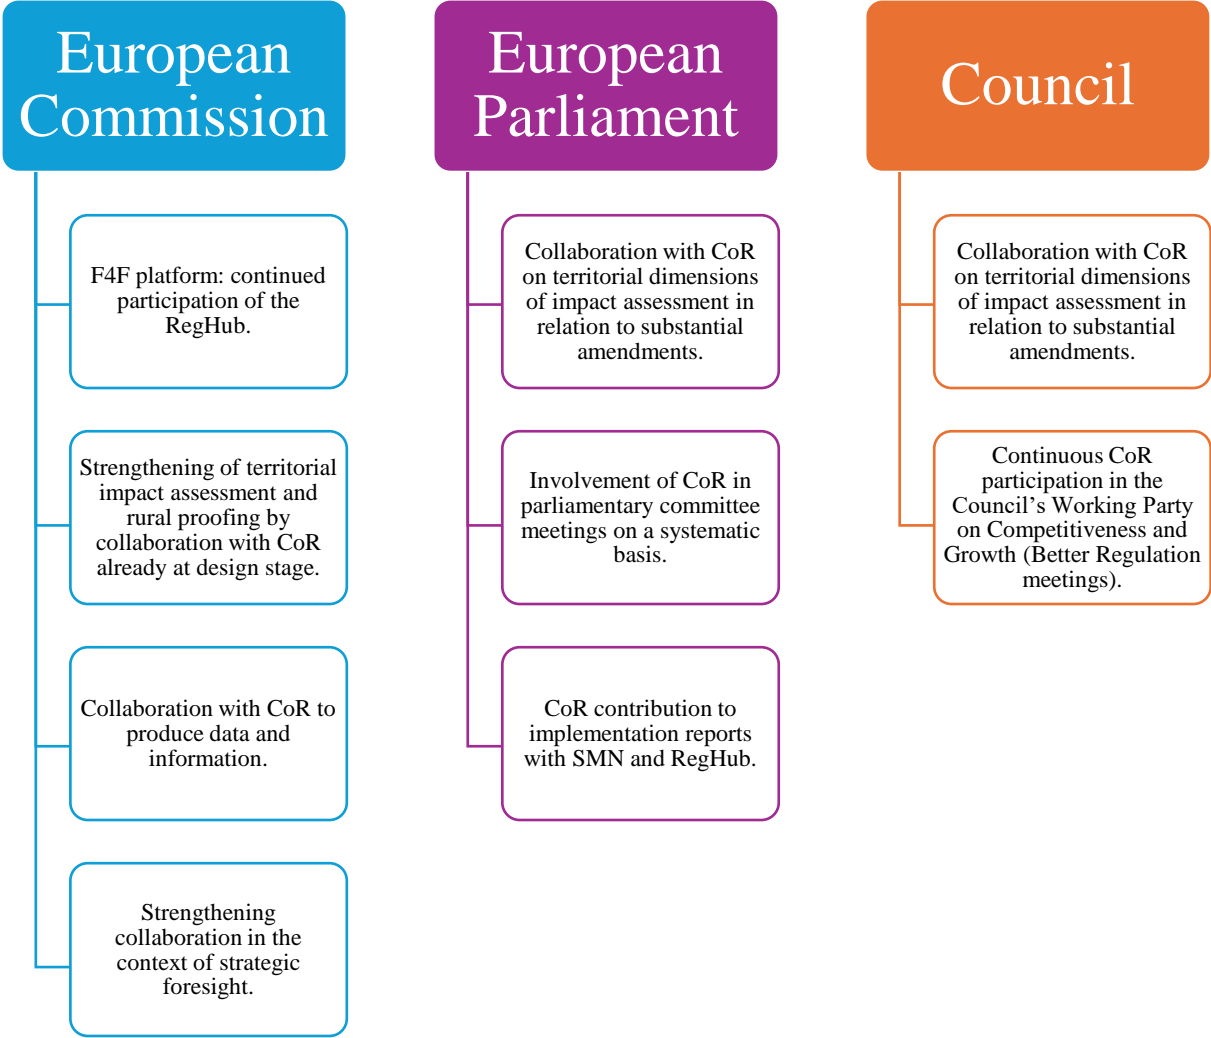 European
Commission
F4F platform: continued
participation of the
RegHub.
Strengthening of territorial
impact assessment and
rural proofing by
collaboration with CoR
already at design stage.
Collaboration with CoR to
produce data and
information.
Strengthening
collaboration in the
context of strategic
foresight.
European
Parliament
Collaboration with CoR
on territorial dimensions
of impact assessment in
relation to substantial
amendments.
Involvement of CoR in
parliamentary committee
meetings on a systematic
basis.
CoR contribution to
implementation reports
with SMN and RegHub.
Council
Collaboration with CoR
on territorial dimensions
of impact assessment in
relation to substantial
amendments.
Continuous CoR
participation in the
Council’s Working Party
on Competitiveness and
Growth (Better Regulation
meetings).